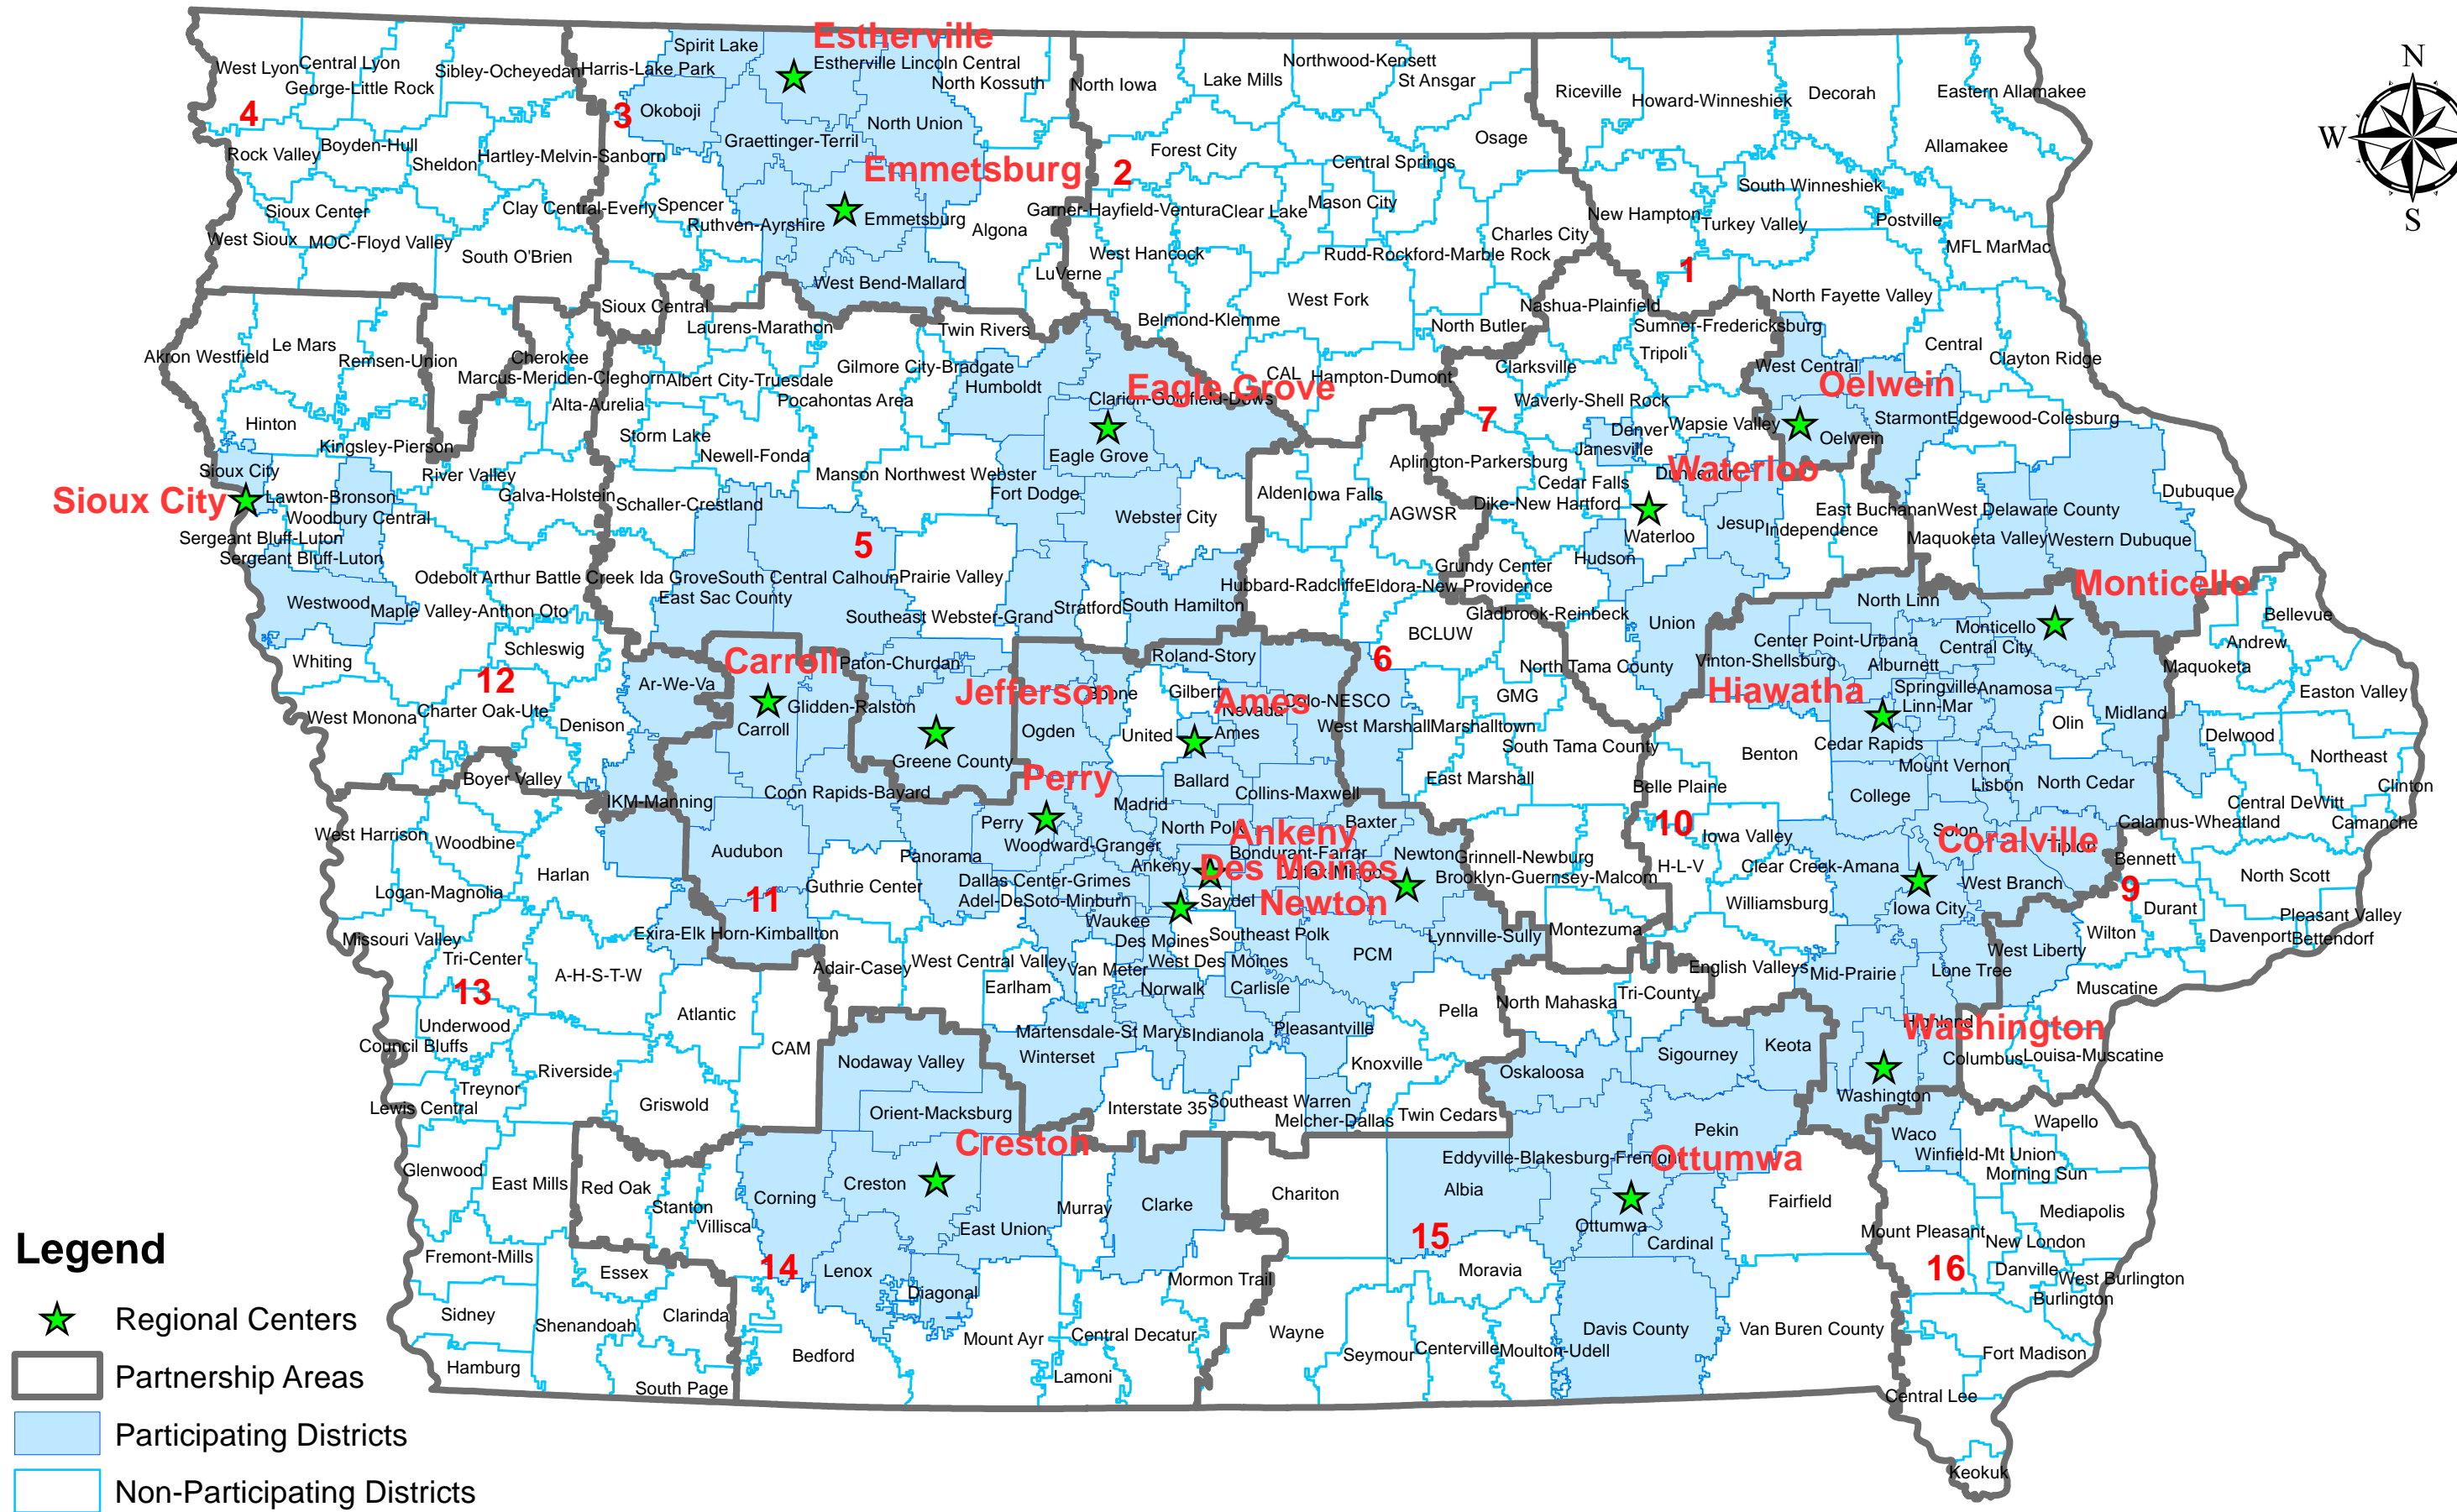 Estherville
Spirit Lake
Estherville Lincoln Central
Northwood-Kensett
West Lyon
Central Lyon
Sibley-Ocheyedan
Harris-Lake Park
North Kossuth
North Iowa
Lake Mills
St Ansgar
George-Little Rock
Riceville
Howard-Winneshiek
Decorah
Eastern Allamakee
N
W
S
4
3
Okoboji
North Union
Graettinger-Terril
Osage
Rock Valley
Boyden-Hull
Sheldon
Hartley-Melvin-Sanborn
Emmetsburg
Forest City
2
Central Springs
Allamakee
South Winneshiek
Sioux Center
Clay Central-Everly
Spencer
Ruthven-Ayrshire
Emmetsburg
Algona
Garner-Hayfield-Ventura
Clear Lake
Mason City
New Hampton
Turkey Valley
Postville
West Sioux
MOC-Floyd Valley
South O'Brien
West Hancock
Charles City
Rudd-Rockford-Marble Rock
MFL MarMac
LuVerne
1
West Bend-Mallard
Sioux Central
West Fork
Nashua-Plainfield
North Fayette Valley
Laurens-Marathon
Twin Rivers
Belmond-Klemme
North Butler
Sumner-Fredericksburg
Akron Westfield
Le Mars
Remsen-Union
Cherokee
Tripoli
Central
Clayton Ridge
Marcus-Meriden-Cleghorn
Albert City-Truesdale
Gilmore City-Bradgate
Humboldt
CAL
Hampton-Dumont
Clarksville
West Central
Eagle Grove
Oelwein
Alta-Aurelia
Pocahontas Area
Clarion-Goldfield-Dows
Waverly-Shell Rock
Hinton
7
Wapsie Valley
Starmont
Edgewood-Colesburg
Storm Lake
Denver
Oelwein
Kingsley-Pierson
Newell-Fonda
Eagle Grove
Janesville
Sioux City
River Valley
Manson Northwest Webster
Aplington-Parkersburg
Waterloo
Sioux City
Lawton-Bronson
Galva-Holstein
Schaller-Crestland
Fort Dodge
Alden
Iowa Falls
Cedar Falls
Dike-New Hartford
Dubuque
Woodbury Central
Webster City
AGWSR
Jesup
Independence
East Buchanan
West Delaware County
Sergeant Bluff-Luton
5
Waterloo
Maquoketa Valley
Western Dubuque
Sergeant Bluff-Luton
Hudson
Odebolt Arthur Battle Creek Ida Grove
South Central Calhoun
Prairie Valley
Hubbard-Radcliffe
Eldora-New Providence
Grundy Center
Monticello
Westwood
Maple Valley-Anthon Oto
East Sac County
Southeast Webster-Grand
Stratford
South Hamilton
Gladbrook-Reinbeck
Union
North Linn
Monticello
Bellevue
BCLUW
Center Point-Urbana
Central City
Andrew
Whiting
Schleswig
Carroll
Paton-Churdan
Roland-Story
6
North Tama County
Vinton-Shellsburg
Alburnett
Maquoketa
12
Ar-We-Va
Jefferson
Boone
Gilbert
Ames
Colo-NESCO
GMG
Hiawatha
Springville
Anamosa
Easton Valley
West Monona
Charter Oak-Ute
Denison
Glidden-Ralston
Nevada
Linn-Mar
Olin
Midland
Carroll
Ogden
United
Ames
West Marshall
Marshalltown
South Tama County
Benton
Cedar Rapids
Delwood
Northeast
Boyer Valley
Greene County
Perry
Ballard
East Marshall
Belle Plaine
Mount Vernon
Lisbon
North Cedar
Clinton
IKM-Manning
Coon Rapids-Bayard
Madrid
Collins-Maxwell
College
Central DeWitt
West Harrison
Woodbine
Perry
North Polk
Ankeny
Baxter
10
Iowa Valley
Solon
Coralville
Calamus-Wheatland
Camanche
Audubon
Panorama
Woodward-Granger
Ankeny
Bondurant-Farrar
Newton
Grinnell-Newburg
H-L-V
Clear Creek-Amana
Tipton
Bennett
Des Moines
Harlan
Guthrie Center
Dallas Center-Grimes
Colfax-Mingo
Brooklyn-Guernsey-Malcom
West Branch
North Scott
Logan-Magnolia
11
Adel-DeSoto-Minburn
Saydel
Newton
Williamsburg
Iowa City
9
Durant
Pleasant Valley
Missouri Valley
Exira-Elk Horn-Kimballton
Waukee
Des Moines
Southeast Polk
Lynnville-Sully
Montezuma
Wilton
Davenport
Bettendorf
Tri-Center
A-H-S-T-W
Adair-Casey
West Central Valley
Van Meter
West Des Moines
PCM
English Valleys
Mid-Prairie
Lone Tree
West Liberty
13
Earlham
Norwalk
Carlisle
North Mahaska
Tri-County
Muscatine
Underwood
Atlantic
Pella
Highland
Washington
Council Bluffs
CAM
Nodaway Valley
Martensdale-St Marys
Indianola
Pleasantville
Sigourney
Keota
Winterset
Knoxville
Oskaloosa
Columbus
Louisa-Muscatine
Treynor
Riverside
Lewis Central
Griswold
Orient-Macksburg
Interstate 35
Southeast Warren
Melcher-Dallas
Twin Cedars
Washington
Wapello
Creston
Pekin
Waco
Glenwood
East Mills
Red Oak
Creston
Eddyville-Blakesburg-Fremont
Ottumwa
Winfield-Mt Union
Morning Sun
Stanton
Corning
Murray
Clarke
Chariton
Albia
Fairfield
Villisca
East Union
15
Ottumwa
Cardinal
Mount Pleasant
Mediapolis
New London
Legend
Fremont-Mills
Essex
14
Lenox
Mormon Trail
Moravia
16
Danville
West Burlington
Diagonal
Burlington
Regional Centers
Sidney
Shenandoah
Clarinda
Mount Ayr
Central Decatur
Wayne
Davis County
Van Buren County
Partnership Areas
Hamburg
South Page
Bedford
Lamoni
Seymour
Centerville
Moulton-Udell
Fort Madison
Central Lee
Participating Districts
Keokuk
Non-Participating Districts